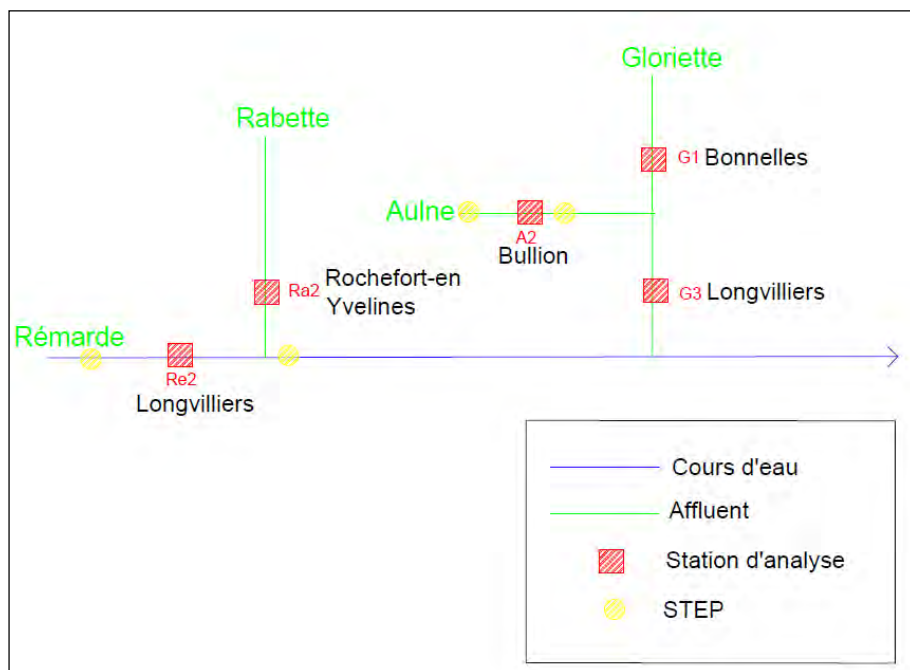 Gloriette
Rabette
G1 Bonnelles
Aulne
A2
Bullion
Ra2 Rochefort-en
Yvelines
G3 Longvilliers
Rémarde
Re2
Longvilliers
Cours d'eau
Affluent
Station d'analyse
STEP